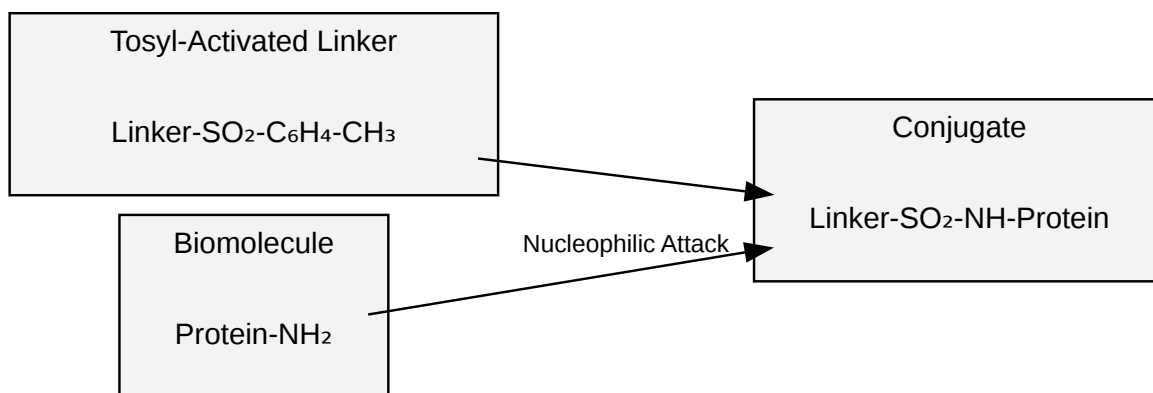 Tosyl-Activated Linker
Linker-SO₂-C₆H₄-CH₃
Biomolecule
Protein-NH₂
Nucleophilic Attack
Conjugate
Linker-SO₂-NH-Protein